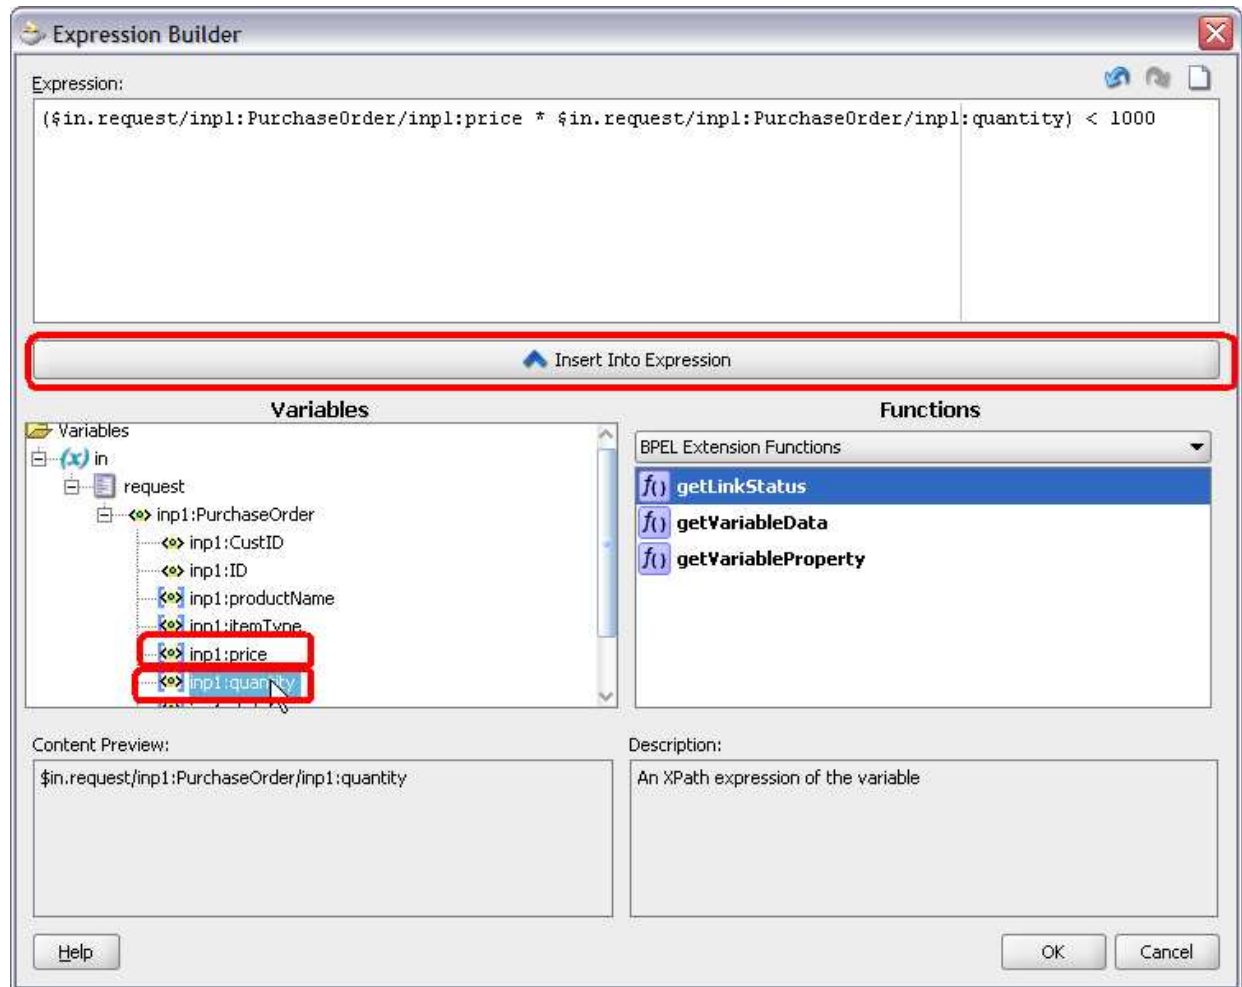 Expression Builder
Expression:
($in.request/inp1:PurchaseOrder/inp1:price * $in.request/inp1:PurchaseOrder/inp1:quantity) < 1000
Insert Into Expression
Variables
Functions
Variables
(x) in
request
inp1:PurchaseOrder
inp1:CustID
inp1:ID
inp1:productName
inp1:itemType
inp1:price
inp1:quantity
BPEL Extension Functions
f() getLinkStatus
f() getVariableData
f() getVariableProperty
Content Preview:
$in.request/inp1:PurchaseOrder/inp1:quantity
Description:
An XPath expression of the variable
Help
OK
Cancel